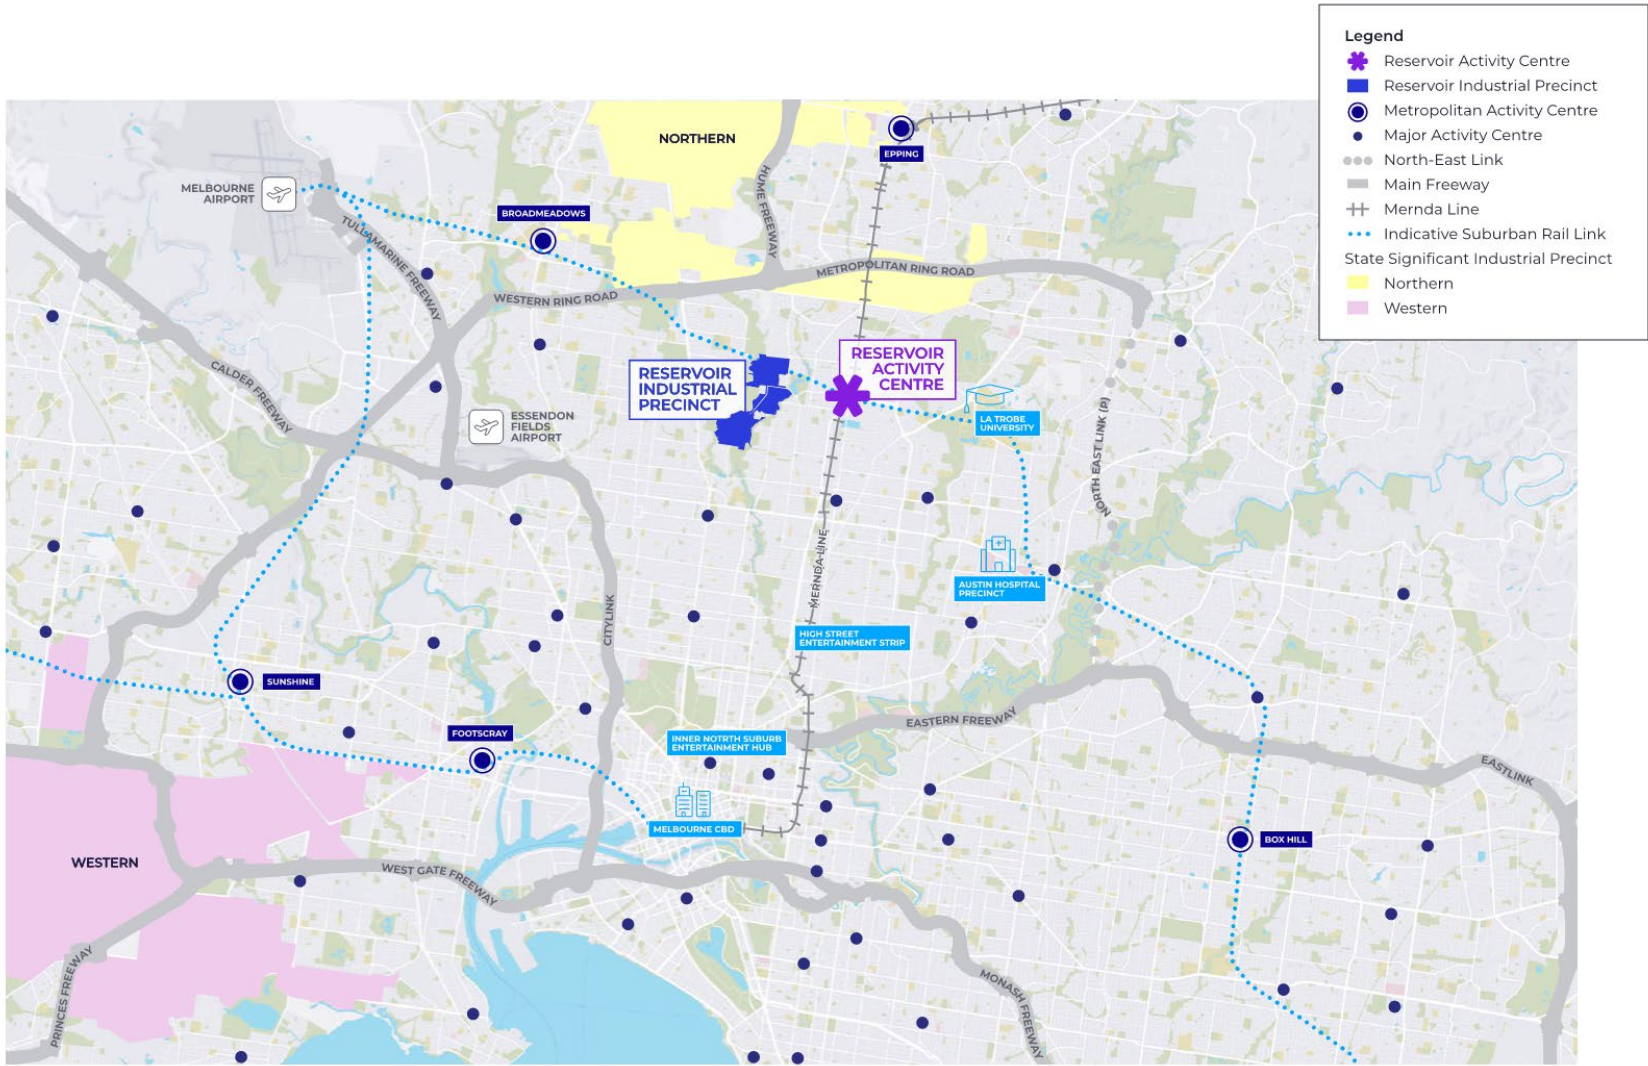 Legend
Reservoir Activity Centre
Reservoir Industrial Precinct
Metropolitan Activity Centre
Major Activity Centre
North-East Link
Main Freeway
Mernda Line
Indicative Suburban Rail Link
State Significant Industrial Precinct
Northern
Western
NORTHERN
EPPING
MELBOURNE
AIRPORT
BROADMEADOWS
HUME FREEWAY
TULLAMARINE FREEWAY
METROPOLITAN RING ROAD
WESTERN RING ROAD
CALDER FREEWAY
RESERVOIR
INDUSTRIAL
PRECINCT
RESERVOIR
ACTIVITY
CENTRE
ESSENDON
FIELDS
AIRPORT
LA TROBE
UNIVERSITY
NORTH EAST LINK (P)
MERNDA LINE
AUSTIN HOSPITAL
PRECINCT
CITYLINK
HIGH STREET
ENTERTAINMENT STRIP
SUNSHINE
FOOTSCRAY
EASTERN FREEWAY
INNER NOTRTH SUBURB
ENTERTAINMENT HUB
EASTLINK
MELBOURNE CBD
BOX HILL
WESTERN
WEST GATE FREEWAY
PRINCES FREEWAY
MONASH FREEWAY